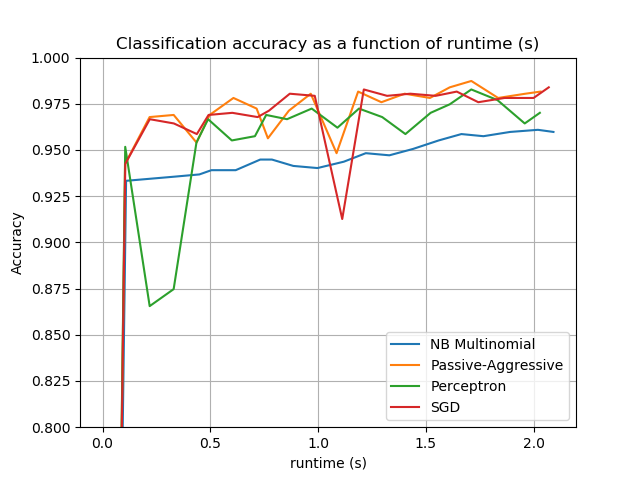 Classification accuracy as a function of runtime (s)
1.000
0.975
0.950
0.925
0.900
0.875
0.850
0.825
0.800
Accuracy
NB Multinomial
Passive-Aggressive
Perceptron
SGD
0.0 0.5 1.0 1.5 2.0
runtime (s)